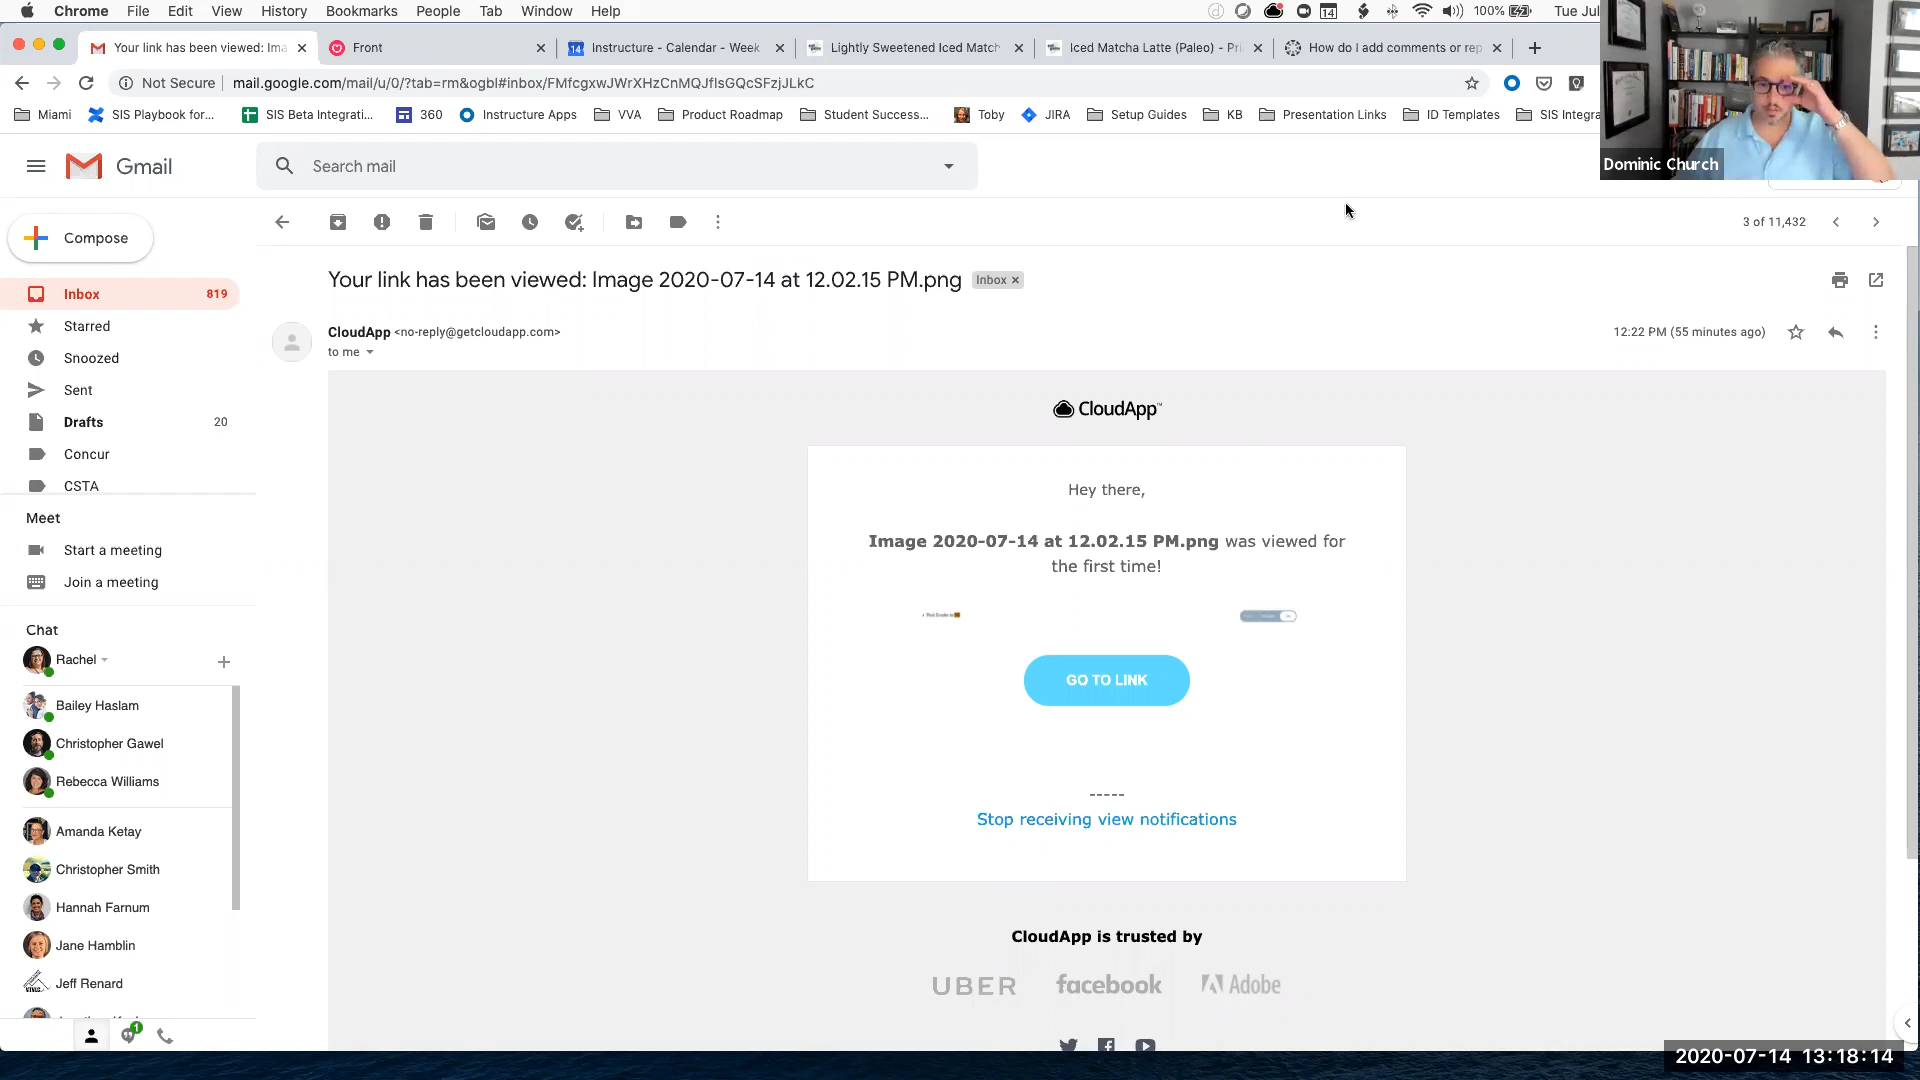 Chrome File Edit View History Bookmarks People Tab Window Help
14
100%
Tue Jul
Your link has been viewed: Ima
Front
14 Instructure - Calendar - Week
Lightly Sweetened Iced Matc
Iced Matcha Latte (Paleo) - Pri
How do I add comments or rep
Not Secure mail.google.com/mail/u/0/?tab=rm&ogbl#inbox/FMfcgxwJWrXHzCnMQJflsGQcSFzjJLkC
Miami SIS Playbook for... SIS Beta Integrati... 360 Instructure Apps VVA Product Roadmap Student Success... Toby JIRA Setup Guides KB Presentation Links ID Templates SIS Integra
Dominic Church
Gmail
Search mail
Compose
3 of 11,432
Inbox 819
Starred
Snoozed
Sent
Drafts 20
Concur
CSTA
Meet
Start a meeting
Join a meeting
Chat
Rachel
Bailey Haslam
Christopher Gawel
Rebecca Williams
Amanda Ketay
Christopher Smith
Hannah Farnum
Jane Hamblin
Jeff Renard
1
Your link has been viewed: Image 2020-07-14 at 12.02.15 PM.png Inbox x
CloudApp <no-reply@getcloudapp.com>
12:22 PM (55 minutes ago)
to me
CloudApp™
Hey there,
Image 2020-07-14 at 12.02.15 PM.png was viewed for
the first time!
GO TO LINK
-----
Stop receiving view notifications
CloudApp is trusted by
UBER facebook Adobe
2020-07-14 13:18:14